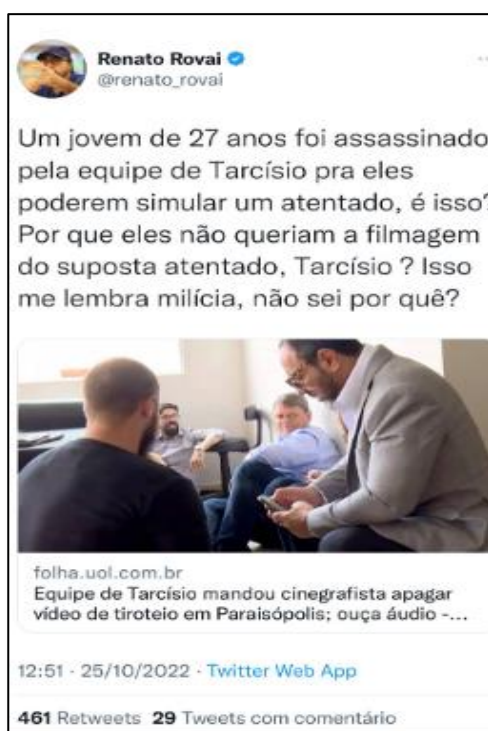 Renato Rovai
@renato_rovai
Um jovem de 27 anos foi assassinado
pela equipe de Tarcísio pra eles
poderem simular um atentado, é isso?
Por que eles não queriam a filmagem
do suposta atentado, Tarcísio ? Isso
me lembra milícia, não sei por quê?
folha.uol.com.br
Equipe de Tarcísio mandou cinegrafista apagar
vídeo de tiroteio em Paraisópolis; ouça áudio -...
12:51 · 25/10/2022 · Twitter Web App
461 Retweets 29 Tweets com comentário